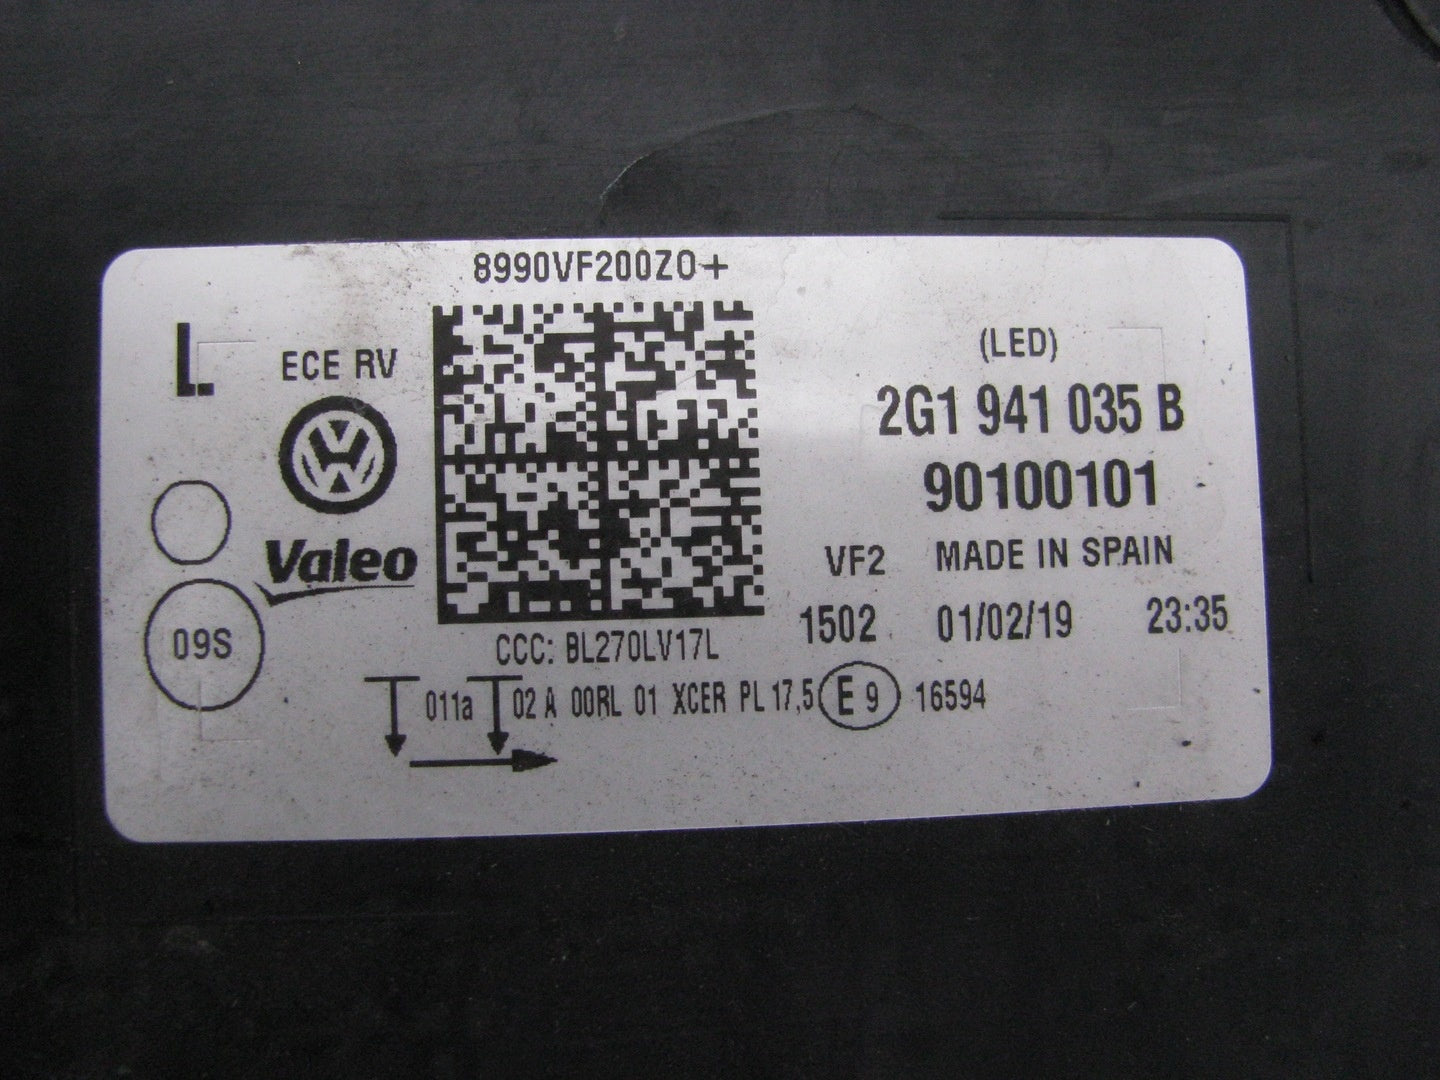 8990VF200Z0+
L
ECE RV
(LED)
2G1 941 035 B
90100101
Valeo
VF2 MADE IN SPAIN
1502 01/02/19 23:35
09S
CCC: BL270LV17L
011a 02 A 00RL 01 XCER PL 17,5 E 9 16594